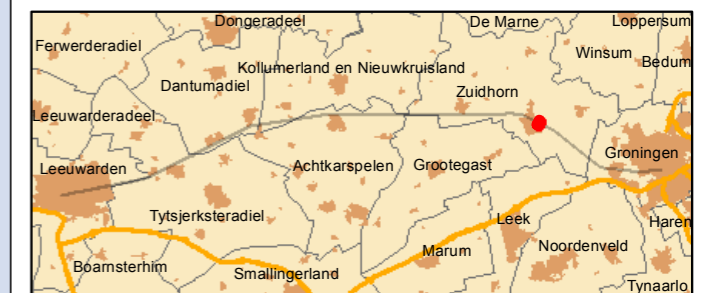 Dongeradeel
De Marne
Loppersum
Ferwerderadiel
Winsum
Bedum
Kollumerland en Nieuwkruisland
Dantumadiel
Zuidhorn
Leeuwarderadeel
Groningen
Leeuwarden
Achtkarspelen
Grootegast
Tytsjerksteradiel
Leek
Haren
Noordenveld
Marum
Boarnsterhim
Smallingerland
Tynaarlo